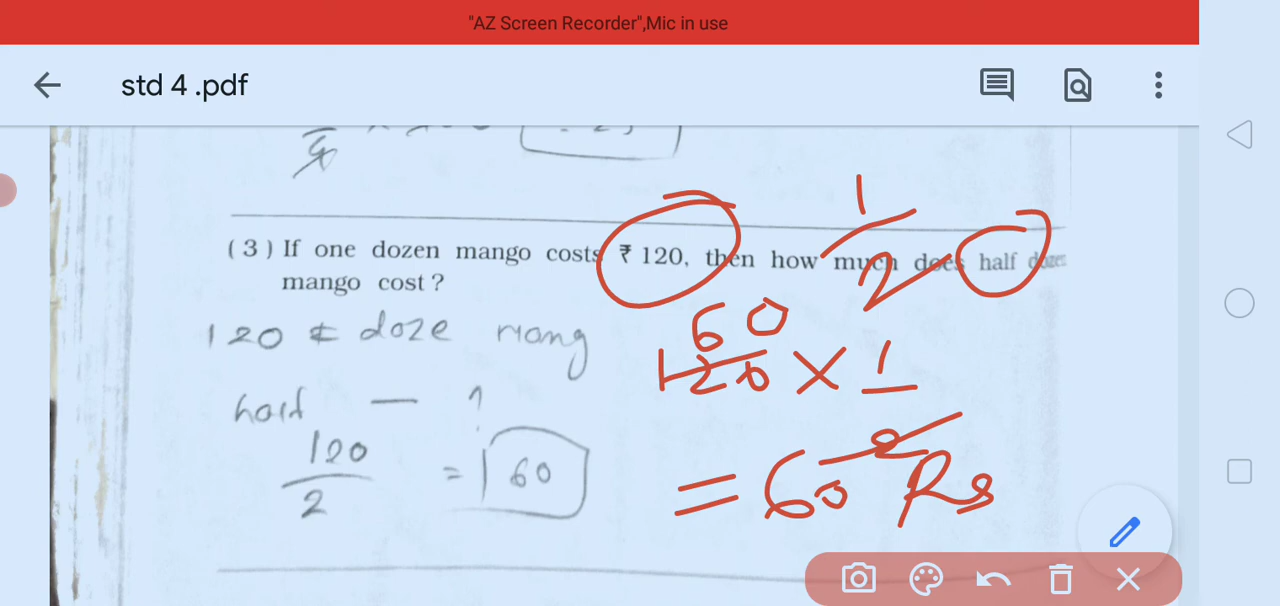 "AZ Screen Recorder",Mic in use
std 4 .pdf
( 3 ) If one dozen mango costs ₹ 120, then how much does half dozen
mango cost ?
1
2
120 doze mang
half — ?
120
2
= 60
60
120 × 1
2
= 60 Rs